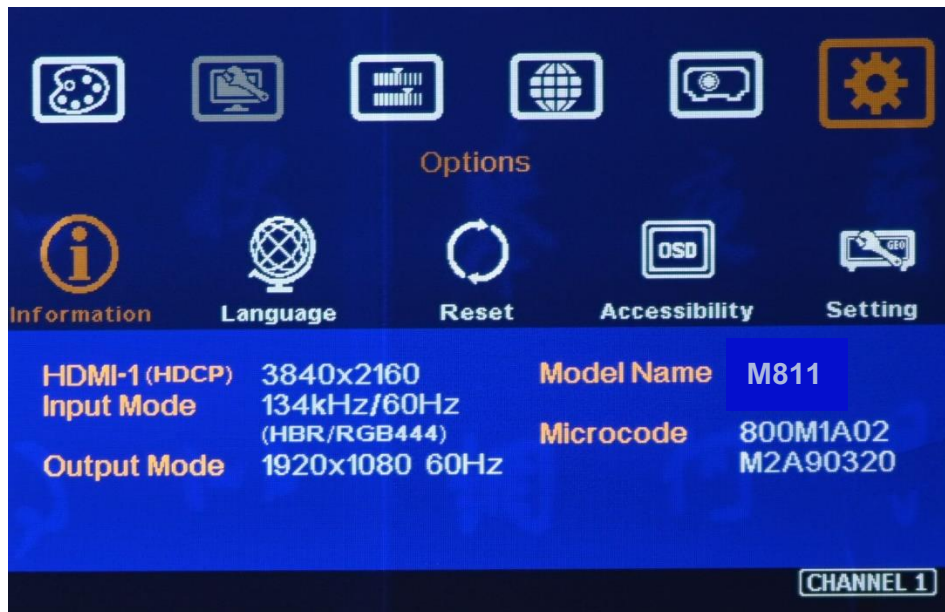 Options
OSD
GEO
Information Language Reset Accessibility Setting
HDMI-1 (HDCP) 3840x2160 Model Name M811
Input Mode 134kHz/60Hz
(HBR/RGB444) Microcode 800M1A02
Output Mode 1920x1080 60Hz M2A90320
CHANNEL 1